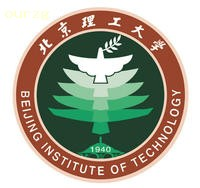 北京理工大学
1940
BEIJING INSTITUTE OF TECHNOLOGY